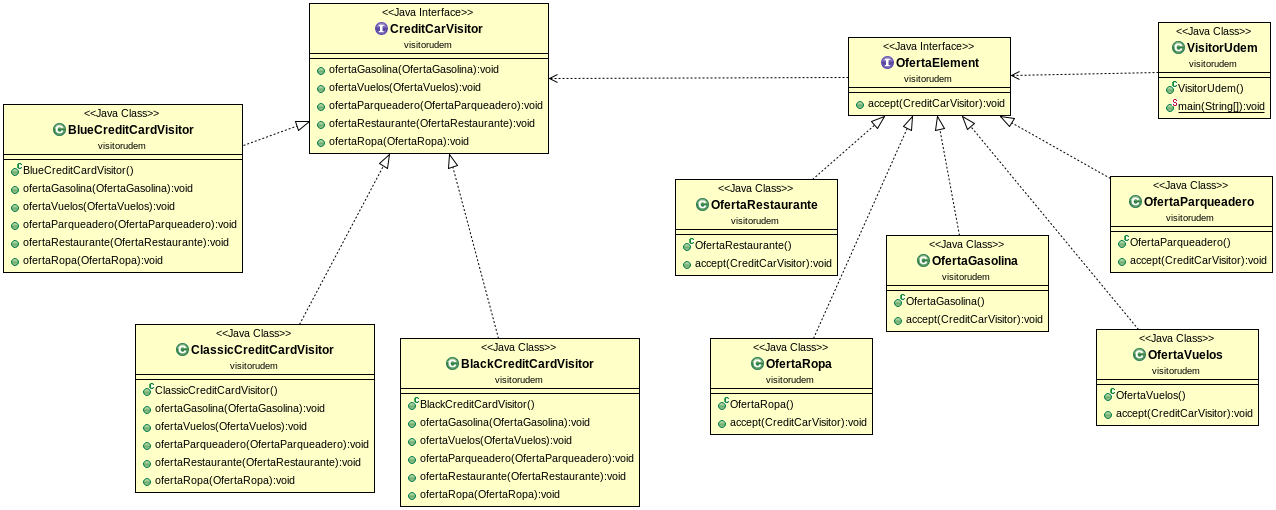 <<Java Interface>>
CreditCarVisitor
visitorudem
ofertaGasolina(OfertaGasolina):void
ofertaVuelos(OfertaVuelos):void
ofertaParqueadero(OfertaParqueadero):void
ofertaRestaurante(OfertaRestaurante):void
ofertaRopa(OfertaRopa):void
<<Java Interface>>
OfertaElement
visitorudem
accept(CreditCarVisitor):void
<<Java Class>>
VisitorUdem
visitorudem
VisitorUdem()
main(String[]):void
<<Java Class>>
BlueCreditCardVisitor
visitorudem
BlueCreditCardVisitor()
ofertaGasolina(OfertaGasolina):void
ofertaVuelos(OfertaVuelos):void
ofertaParqueadero(OfertaParqueadero):void
ofertaRestaurante(OfertaRestaurante):void
ofertaRopa(OfertaRopa):void
<<Java Class>>
OfertaRestaurante
visitorudem
OfertaRestaurante()
accept(CreditCarVisitor):void
<<Java Class>>
OfertaGasolina
visitorudem
OfertaGasolina()
accept(CreditCarVisitor):void
<<Java Class>>
OfertaParqueadero
visitorudem
OfertaParqueadero()
accept(CreditCarVisitor):void
<<Java Class>>
ClassicCreditCardVisitor
visitorudem
ClassicCreditCardVisitor()
ofertaGasolina(OfertaGasolina):void
ofertaVuelos(OfertaVuelos):void
ofertaParqueadero(OfertaParqueadero):void
ofertaRestaurante(OfertaRestaurante):void
ofertaRopa(OfertaRopa):void
<<Java Class>>
BlackCreditCardVisitor
visitorudem
BlackCreditCardVisitor()
ofertaGasolina(OfertaGasolina):void
ofertaVuelos(OfertaVuelos):void
ofertaParqueadero(OfertaParqueadero):void
ofertaRestaurante(OfertaRestaurante):void
ofertaRopa(OfertaRopa):void
<<Java Class>>
OfertaRopa
visitorudem
OfertaRopa()
accept(CreditCarVisitor):void
<<Java Class>>
OfertaVuelos
visitorudem
OfertaVuelos()
accept(CreditCarVisitor):void